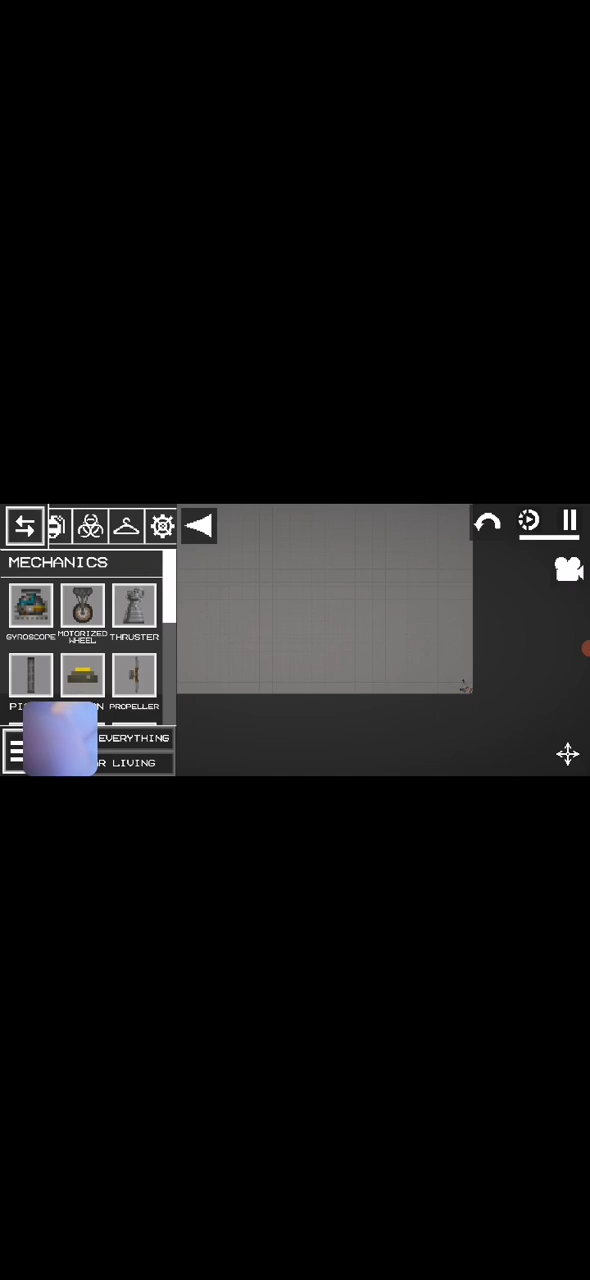 MECHANICS
GYROSCOPE
MOTORIZED
WHEEL
THRUSTER
PROPELLER
EVERYTHING
LIVING